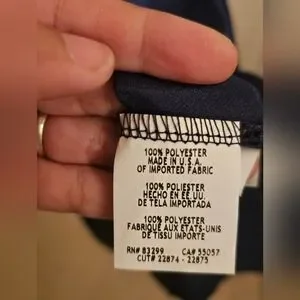 100% POLYESTER
MADE IN U.S.A.
OF IMPORTED FABRIC
100% POLIESTER
HECHO EN EE.UU.
DE TELA IMPORTADA
100% POLYESTER
FABRIQUE AUX ETATS-UNIS
DE TISSU IMPORTE
RN# 83299 CA# 55057
CUT# 22874 - 22875